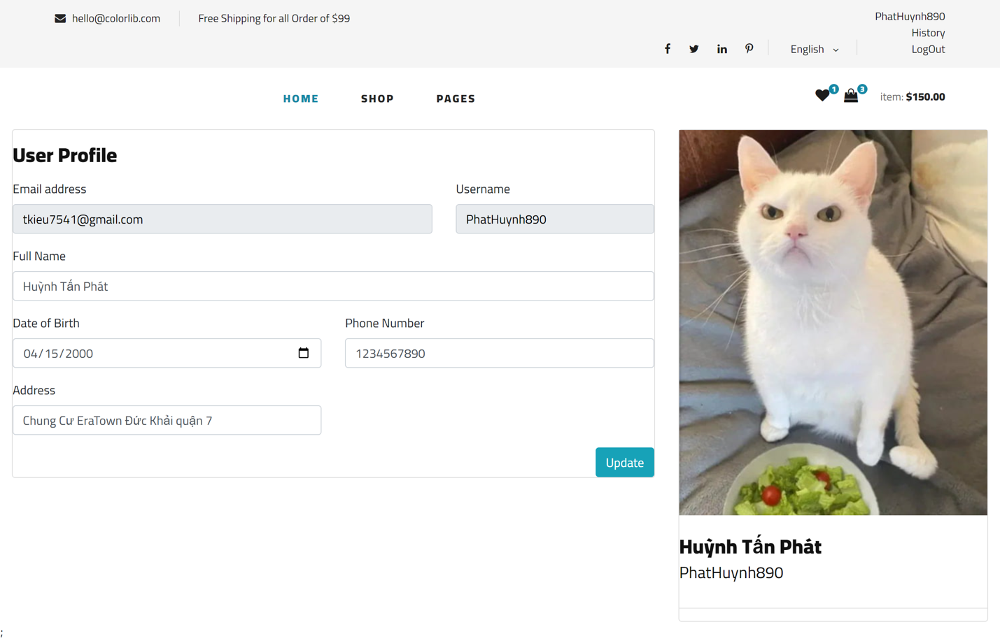 hello@colorlib.com
Free Shipping for all Order of $99
PhatHuynh890
History
English
LogOut
HOME
SHOP
PAGES
1
3
item: $150.00
User Profile
Email address
Username
tkieu7541@gmail.com
PhatHuynh890
Full Name
Huỳnh Tấn Phát
Date of Birth
Phone Number
04/15/2000
1234567890
Address
Chung Cư EraTown Đức Khải quận 7
Update
Huỳnh Tấn Phát
PhatHuynh890
;